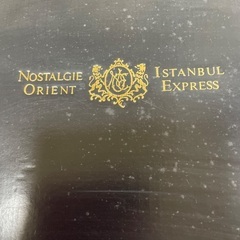 NOSTALGIE ISTANBUL
ORIENT EXPRESS